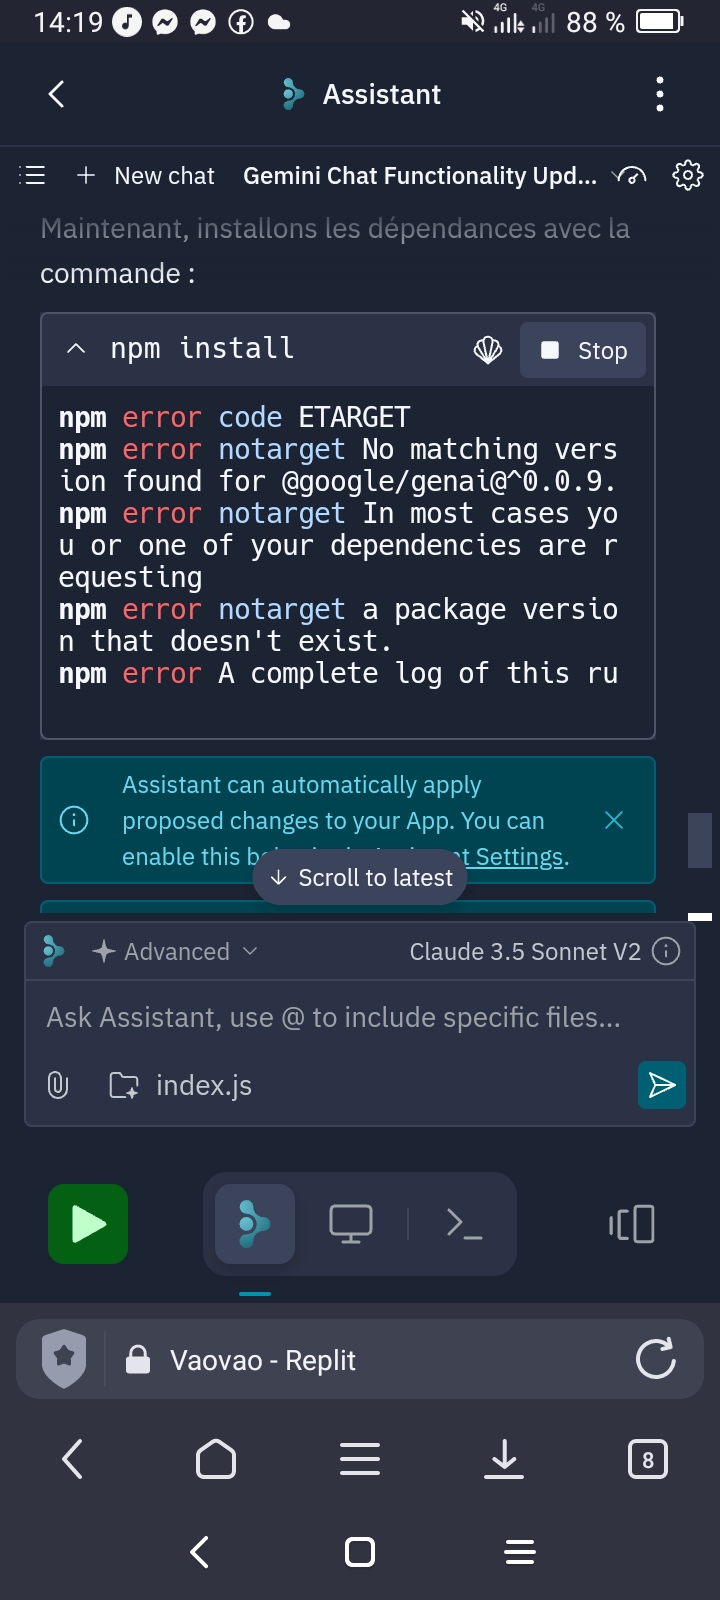 14:19
4G 4G 88 %
Assistant
New chat Gemini Chat Functionality Upd...
Maintenant, installons les dépendances avec la
commande :
npm install Stop
npm error code ETARGET
npm error notarget No matching vers
ion found for @google/genai@^0.0.9.
npm error notarget In most cases yo
u or one of your dependencies are r
equesting
npm error notarget a package versio
n that doesn't exist.
npm error A complete log of this ru
Assistant can automatically apply
proposed changes to your App. You can
enable this Settings.
Scroll to latest
Advanced Claude 3.5 Sonnet V2
Ask Assistant, use @ to include specific files...
index.js
Vaovao - Replit
8